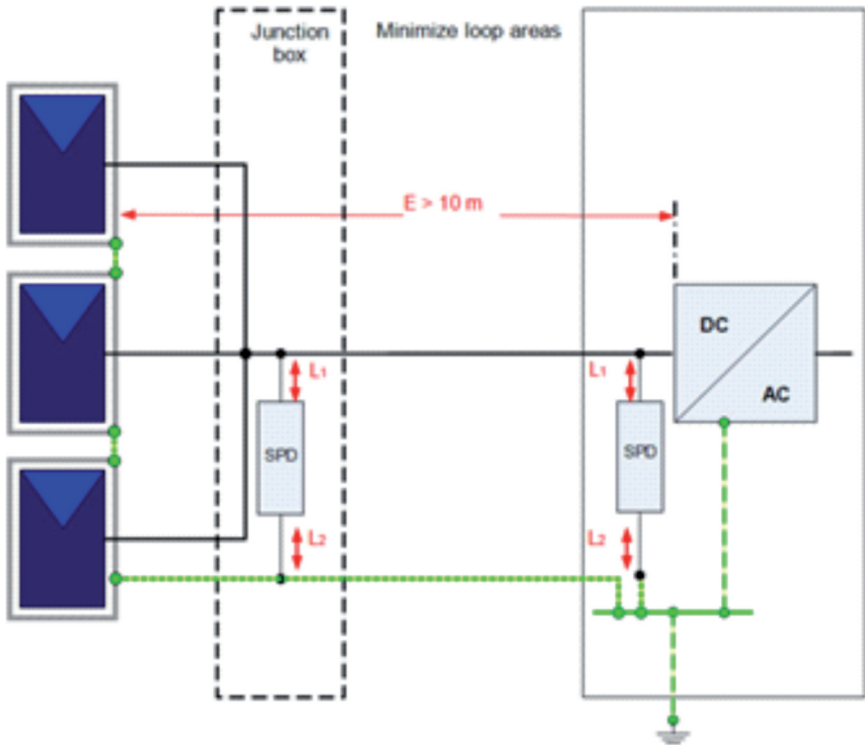 Junction
box
Minimize loop areas
E > 10 m
DC
AC
L1
L1
SPD
SPD
L2
L2